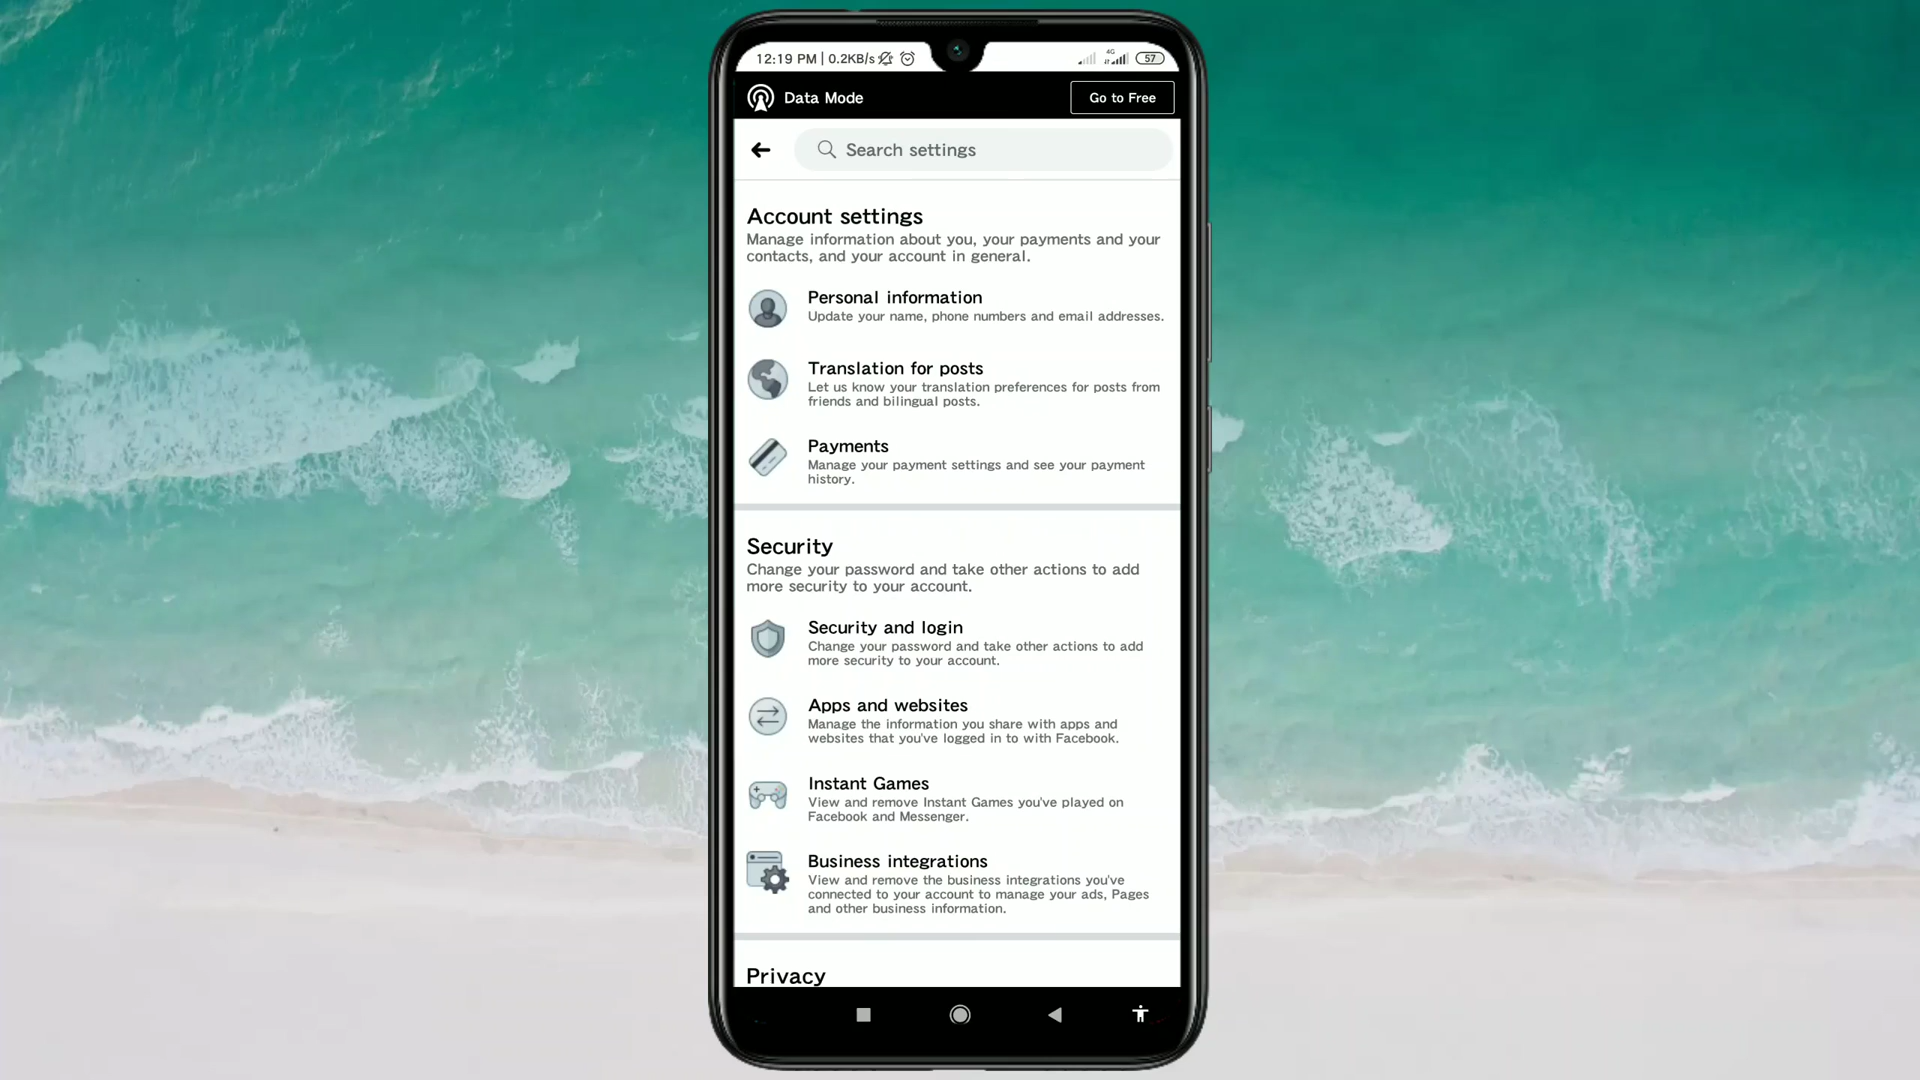 12:19 PM | 0.2KB/s
4G
57
Data Mode
Go to Free
Search settings
Account settings
Manage information about you, your payments and your
contacts, and your account in general.
Personal information
Update your name, phone numbers and email addresses.
Translation for posts
Let us know your translation preferences for posts from
friends and bilingual posts.
Payments
Manage your payment settings and see your payment
history.
Security
Change your password and take other actions to add
more security to your account.
Security and login
Change your password and take other actions to add
more security to your account.
Apps and websites
Manage the information you share with apps and
websites that you've logged in to with Facebook.
Instant Games
View and remove Instant Games you've played on
Facebook and Messenger.
Business integrations
View and remove the business integrations you've
connected to your account to manage your ads, Pages
and other business information.
Privacy